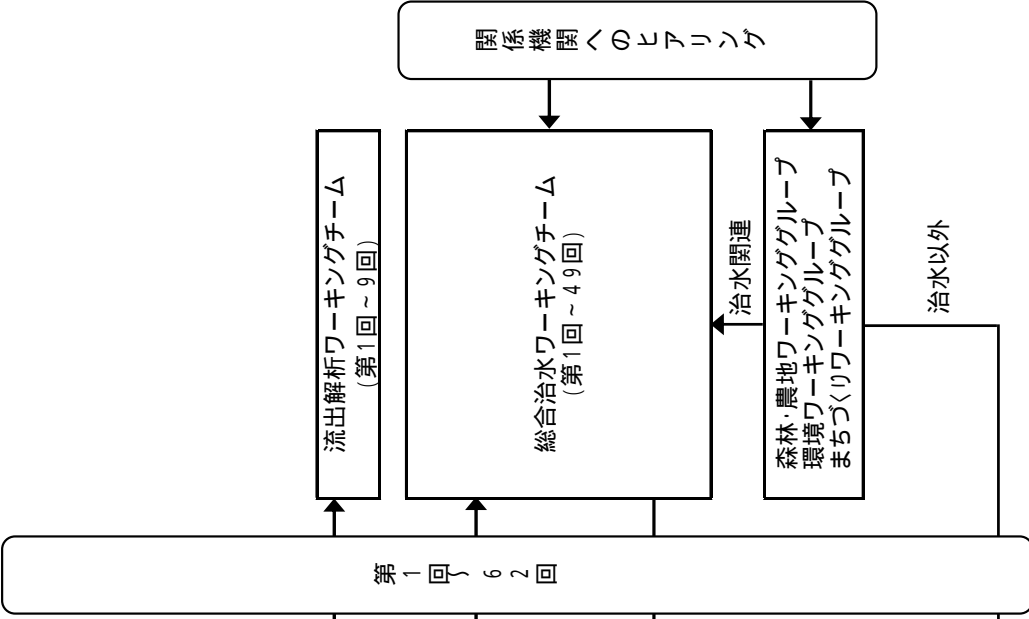 関係機関へのヒアリング
流出解析ワーキングチーム
(第1回~9回)
総合治水ワーキングチーム
(第1回~49回)
治水関連
森林・農地ワーキンググループ
環境ワーキンググループ
まちづくりワーキンググループ
治水以外
第1回~62回